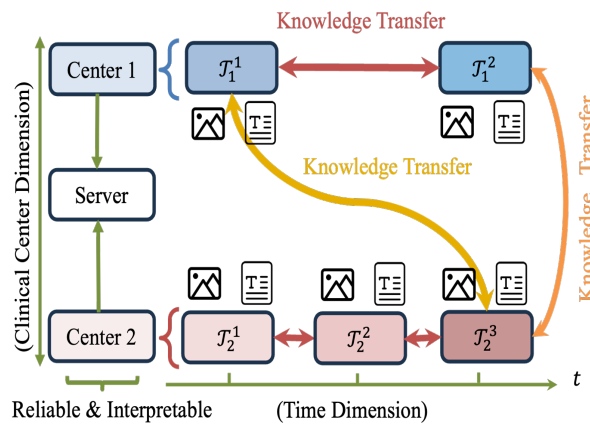 Knowledge Transfer
Center 1
𝒯₁¹
𝒯₁²
T
T
(Clinical Center Dimension)
Knowledge Transfer
Knowledge Transfer
Server
T
T
T
Center 2
𝒯₂¹
𝒯₂²
𝒯₂³
t
Reliable & Interpretable
(Time Dimension)